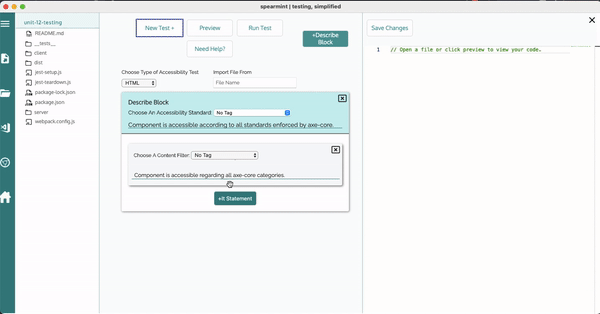 spearmint | testing, simplified
unit-12-testing
README.md
__tests__
client
dist
jest-setup.js
jest-teardown.js
package-lock.json
package.json
server
webpack.config.js
New Test +
Preview
Run Test
Need Help?
+Describe
Block
Choose Type of Accessibility Test
Import File From
HTML
File Name
Describe Block
Choose An Accessibility Standard:
No Tag
Component is accessible according to all standards enforced by axe-core.
Choose A Content Filter:
No Tag
Component is accessible regarding all axe-core categories.
+It Statement
Save Changes
1 // Open a file or click preview to view your code.